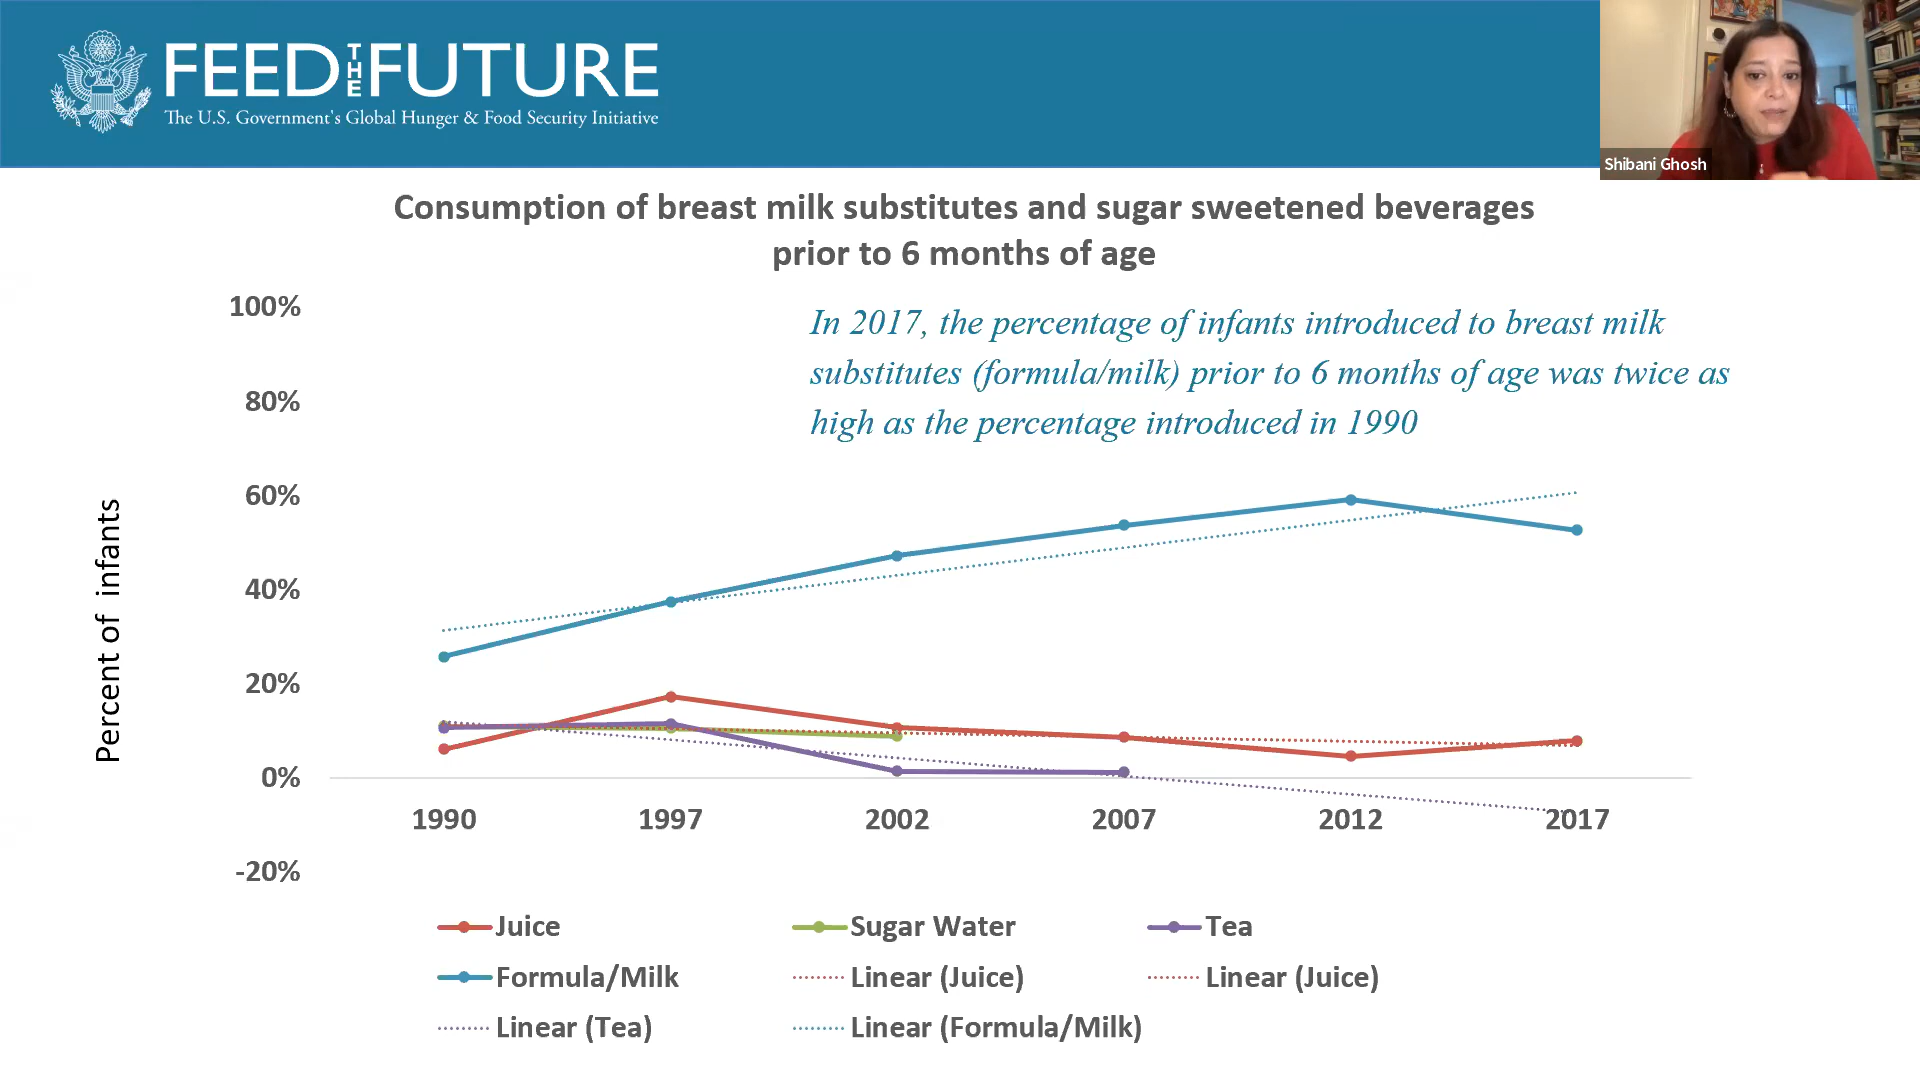 FEED THE FUTURE
The U.S. Government's Global Hunger & Food Security Initiative
Shibani Ghosh
Consumption of breast milk substitutes and sugar sweetened beverages
prior to 6 months of age
In 2017, the percentage of infants introduced to breast milk
substitutes (formula/milk) prior to 6 months of age was twice as
high as the percentage introduced in 1990
Percent of infants
100%
80%
60%
40%
20%
0%
-20%
1990 1997 2002 2007 2012 2017
Juice Sugar Water Tea
Formula/Milk Linear (Juice) Linear (Juice)
Linear (Tea) Linear (Formula/Milk)